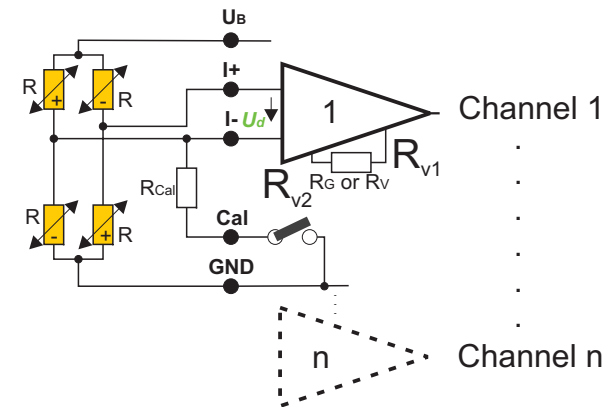 UB
I+
R
+
-
R
1
Channel 1
I-
Ud
Rv1
RG or RV
Rv2
RCal
Cal
R
-
+
R
GND
n
Channel n